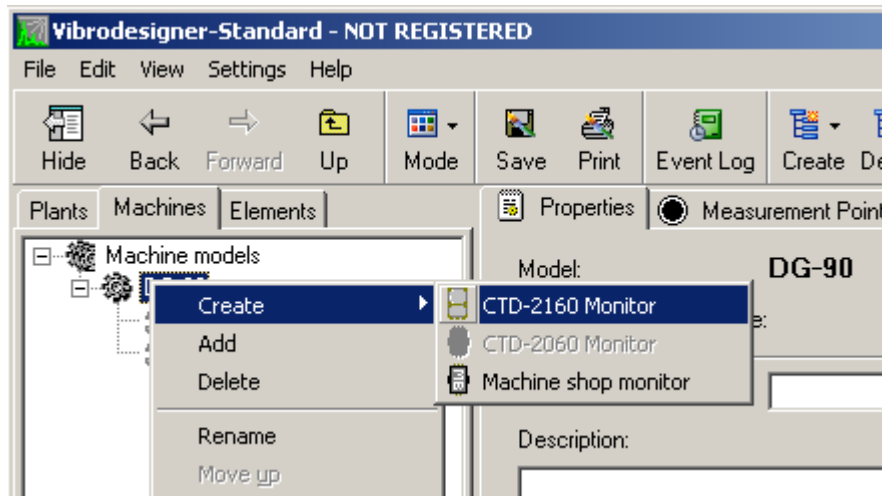 Vibrodesigner-Standard - NOT REGISTERED
File Edit View Settings Help
Hide Back Forward Up Mode Save Print Event Log Create
Plants Machines Elements Properties Measurement Point
Machine models
Model: DG-90
Create CTD-2160 Monitor
Add CTD-2060 Monitor
Delete Machine shop monitor
Rename Description:
Move up